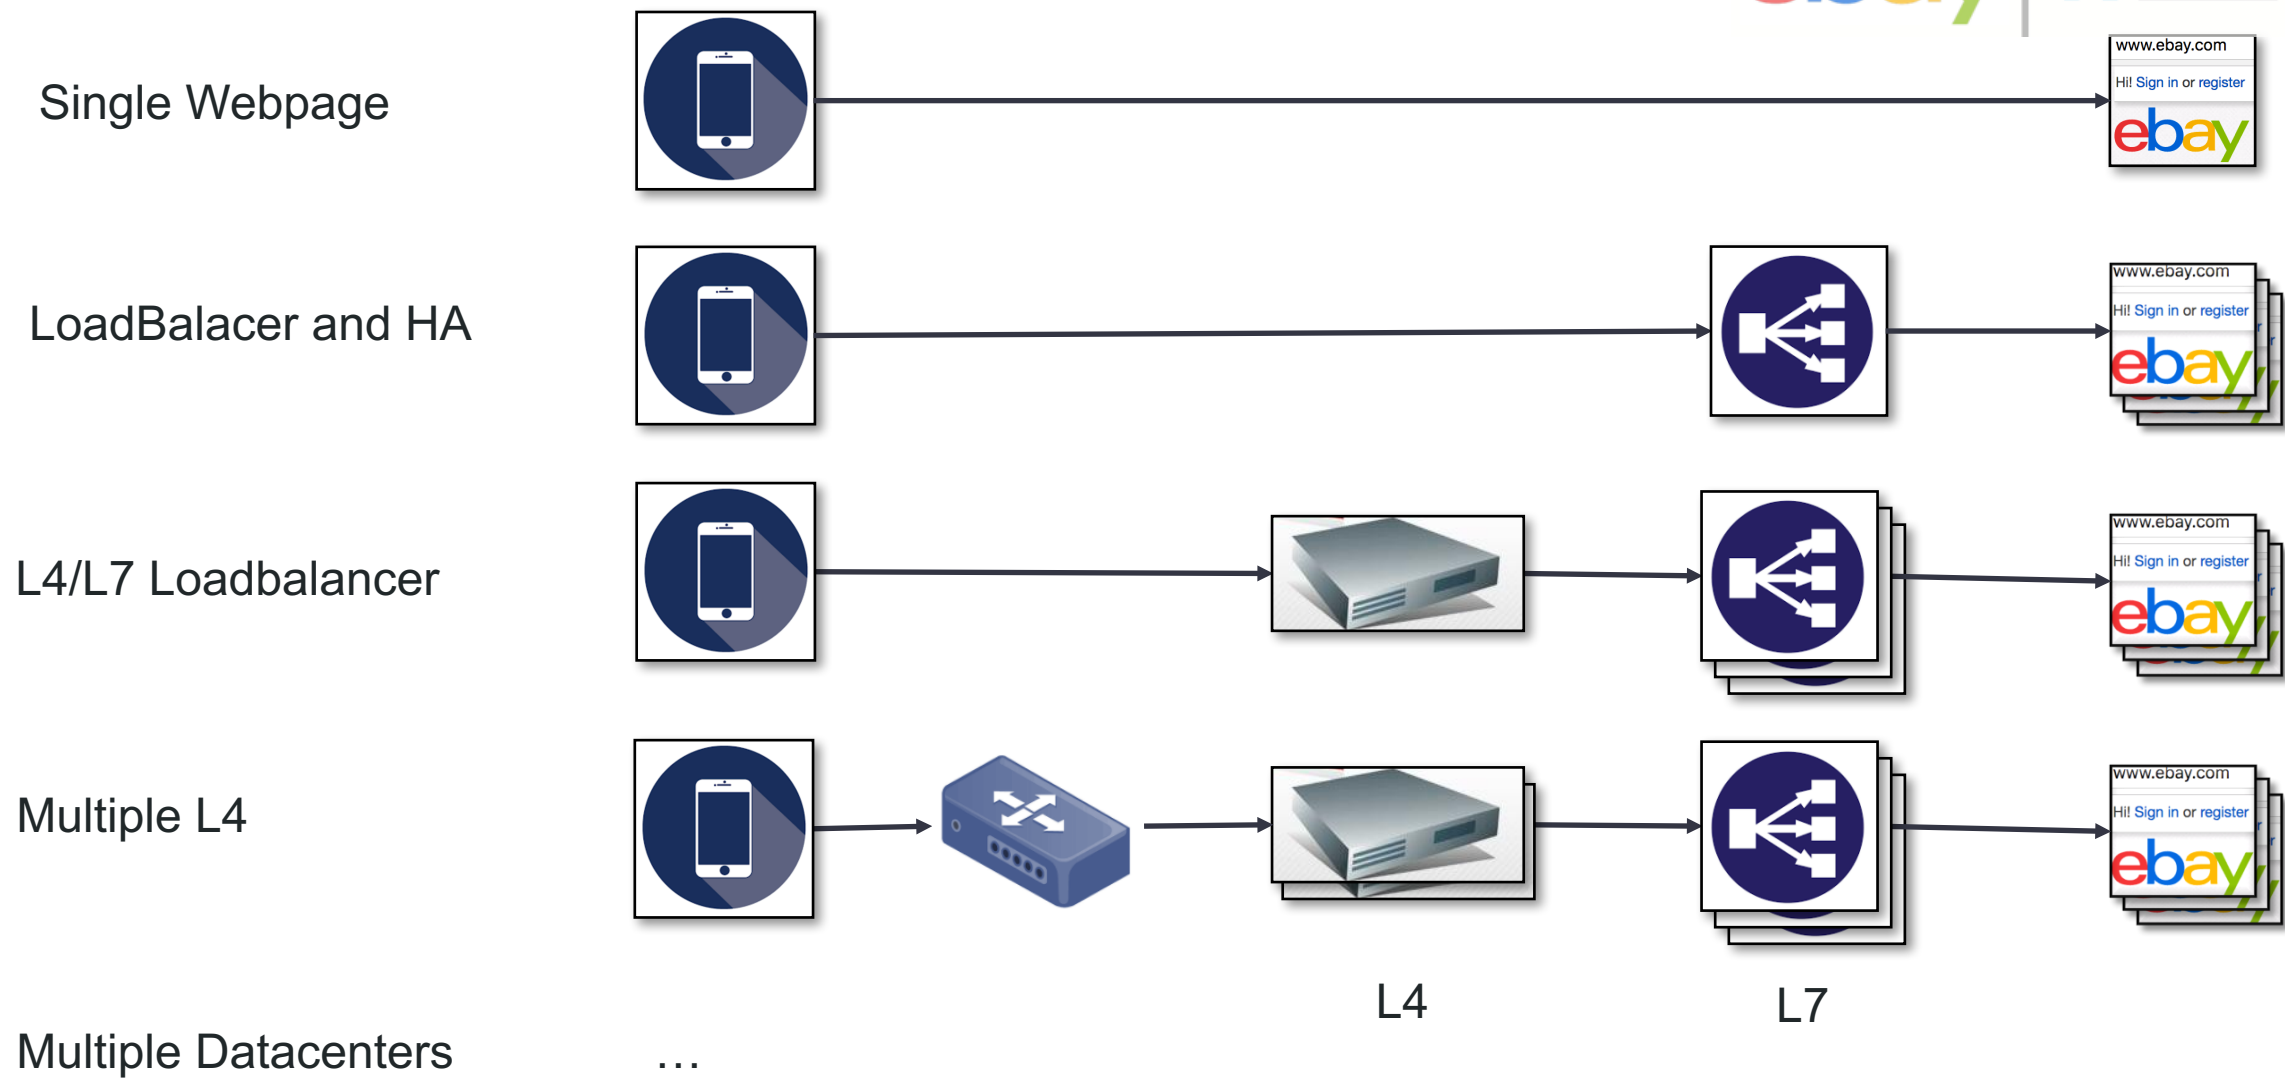 ebay
Single Webpage
www.ebay.com
Hi! Sign in or register
ebay
LoadBalacer and HA
www.ebay.com
Hi! Sign in or register
ebay
L4/L7 Loadbalancer
www.ebay.com
Hi! Sign in or register
ebay
Multiple L4
www.ebay.com
Hi! Sign in or register
ebay
L4
L7
Multiple Datacenters
...